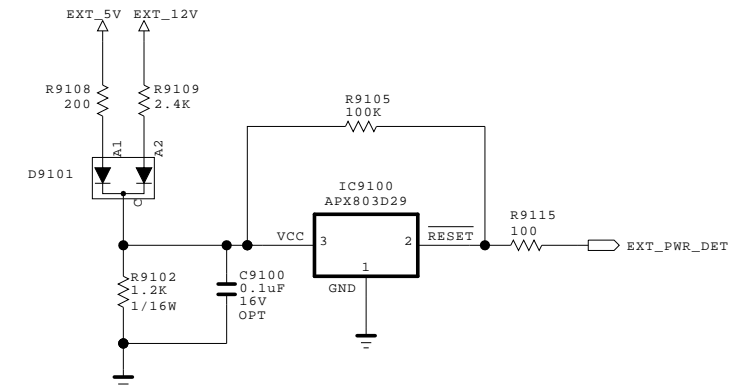 EXT_5V EXT_12V
R9108
200
R9109
2.4K
R9105
100K
A1
A2
D9101
C
IC9100
APX803D29
R9115
100
VCC
3
2
RESET
EXT_PWR_DET
1
GND
R9102
1.2K
1/16W
C9100
0.1uF
16V
OPT